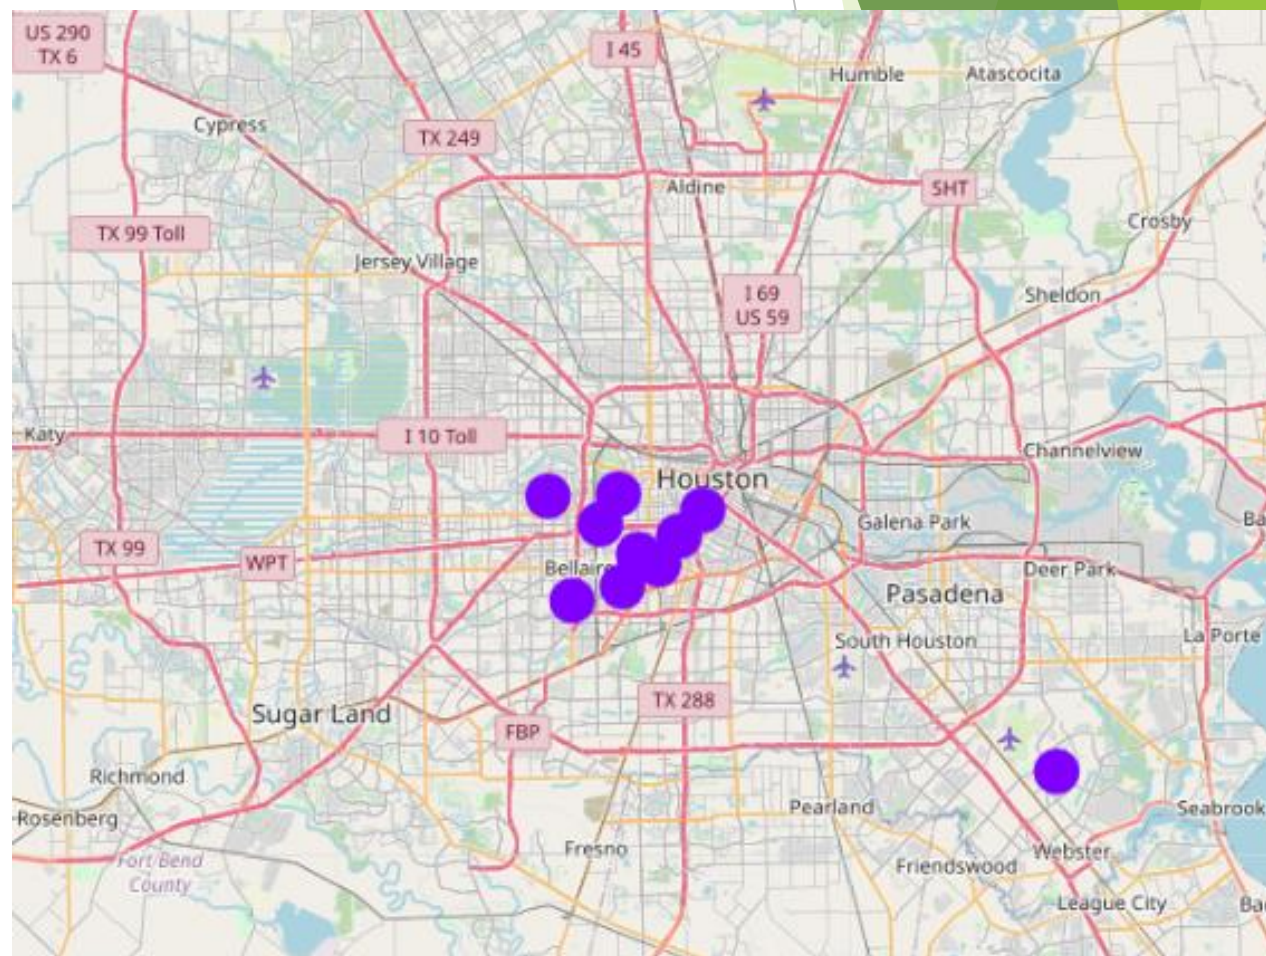 US 290
TX 6
I 45
Humble
Atascocita
Cypress
TX 249
Aldine
SHT
Crosby
TX 99 Toll
Jersey Village
I 69
US 59
Sheldon
Katy
I 10 Toll
Channelview
Houston
Galena Park
Ba
TX 99
WPT
Bellaire
Deer Park
Pasadena
South Houston
La Porte
TX 288
Sugar Land
FBP
Richmond
Pearland
Seabrook
Rosenberg
Fresno
Webster
Fort Bend
County
Friendswood
League City
Ba